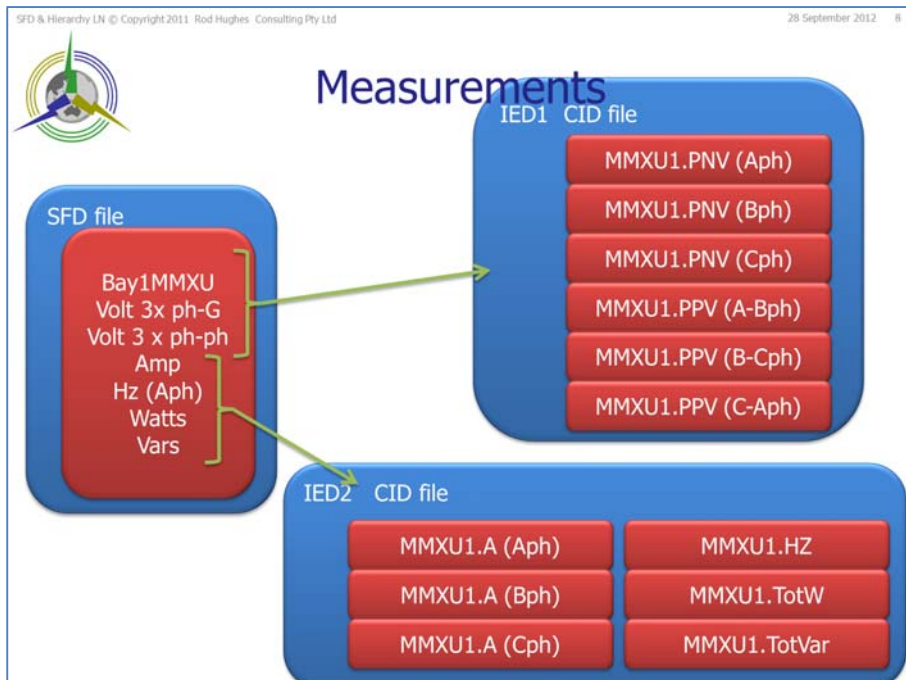 SFD & Hierarchy LN © Copyright 2011 Rod Hughes Consulting Pty Ltd
28 September 2012 8
Measurements
SFD file
Bay1MMXU
Volt 3x ph-G
Volt 3 x ph-ph
Amp
Hz (Aph)
Watts
Vars
IED1 CID file
MMXU1.PNV (Aph)
MMXU1.PNV (Bph)
MMXU1.PNV (Cph)
MMXU1.PPV (A-Bph)
MMXU1.PPV (B-Cph)
MMXU1.PPV (C-Aph)
IED2 CID file
MMXU1.A (Aph)
MMXU1.A (Bph)
MMXU1.A (Cph)
MMXU1.HZ
MMXU1.TotW
MMXU1.TotVar